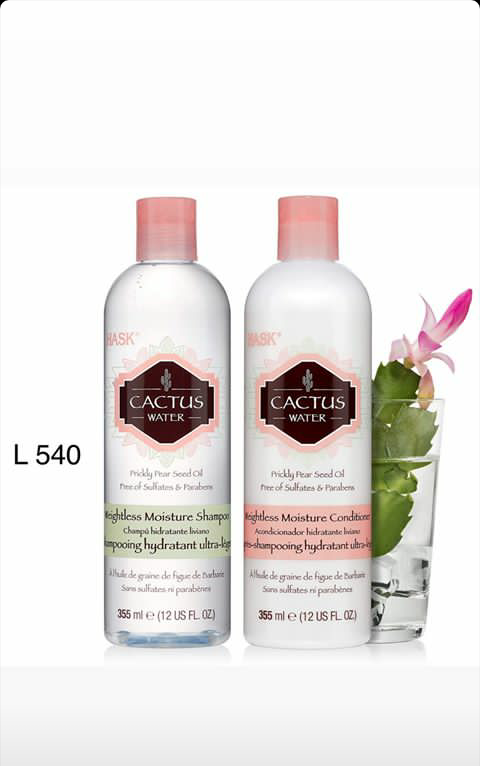 L 540
HASK®
CACTUS
WATER
Prickly Pear Seed Oil
Free of Sulfates & Parabens
Weightless Moisture Shampoo
Champú hidratante liviano
hydratant
À l'huile de graine de figue de Barbarie
Sans sulfates ni parabènes
355 ml e (12 US FL. OZ.)
HASK®
CACTUS
WATER
Prickly Pear Seed Oil
Free of Sulfates & Parabens
Weightless Moisture Conditioner
Acondicionador hidratante liviano
hydratant
À l'huile de graine de figue de Barbarie
Sans sulfates ni parabènes
355 ml e (12 US FL. OZ.)